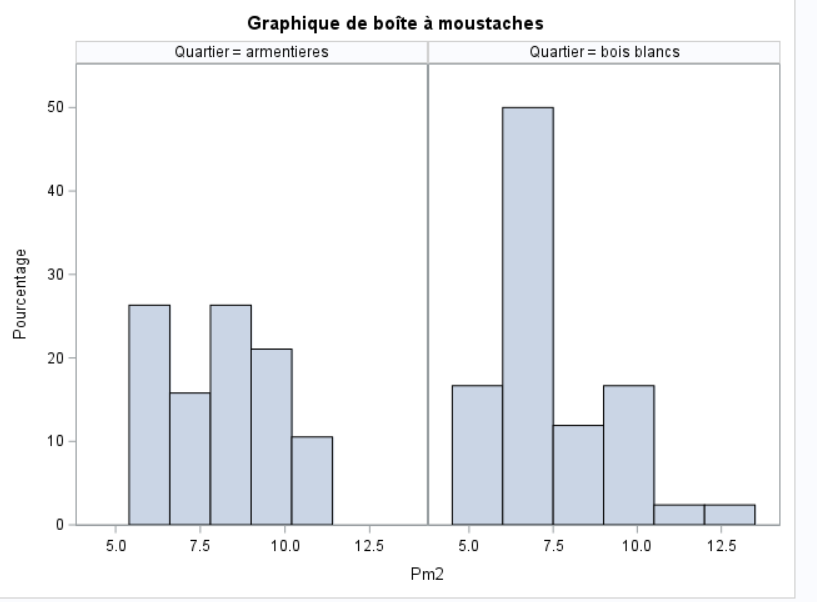 Graphique de boîte à moustaches
Quartier = armentieres
Quartier = bois blancs
50
40
30
20
10
0
Pourcentage
5.0 7.5 10.0 12.5
5.0 7.5 10.0 12.5
Pm2